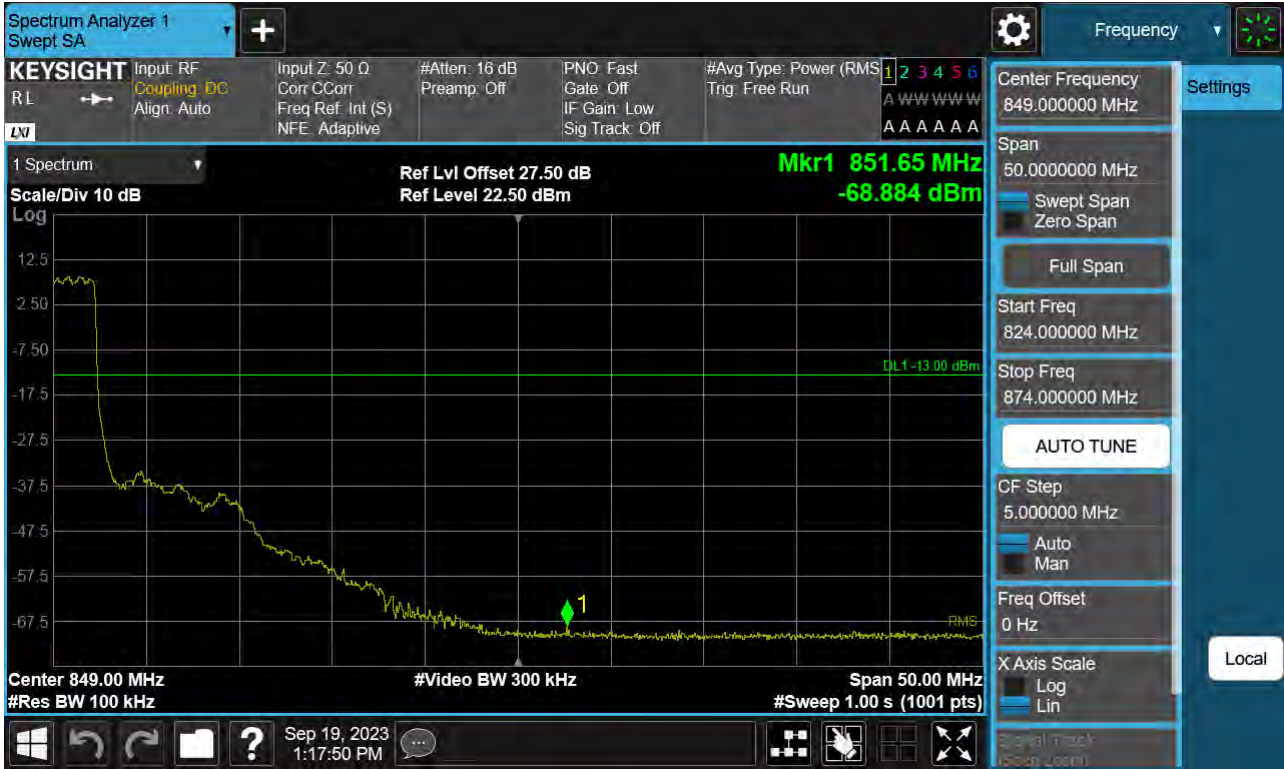 Spectrum Analyzer 1
Swept SA
Frequency
KEYSIGHT
RL
LXI
Input: RF
Coupling: DC
Align: Auto
Input Z: 50 Ω
Corr CCorr
Freq Ref: Int (S)
NFE: Adaptive
#Atten: 16 dB
Preamp: Off
PNO: Fast
Gate: Off
IF Gain: Low
Sig Track: Off
#Avg Type: Power (RMS
Trig: Free Run
1 2 3 4 5 6
A W W W W W
A A A A A A
1 Spectrum
Scale/Div 10 dB
Log
Ref Lvl Offset 27.50 dB
Ref Level 22.50 dBm
Mkr1 851.65 MHz
-68.884 dBm
12.5
2.50
-7.50
DL1 -13.00 dBm
-17.5
-27.5
-37.5
-47.5
-57.5
1
-67.5
RMS
Center 849.00 MHz
#Video BW 300 kHz
Span 50.00 MHz
#Res BW 100 kHz
#Sweep 1.00 s (1001 pts)
Center Frequency
849.000000 MHz
Settings
Span
50.0000000 MHz
Swept Span
Zero Span
Full Span
Start Freq
824.000000 MHz
Stop Freq
874.000000 MHz
AUTO TUNE
CF Step
5.000000 MHz
Auto
Man
Freq Offset
0 Hz
X Axis Scale
Log
Lin
Local
Signal Track
(Span Zoom)
Sep 19, 2023
1:17:50 PM